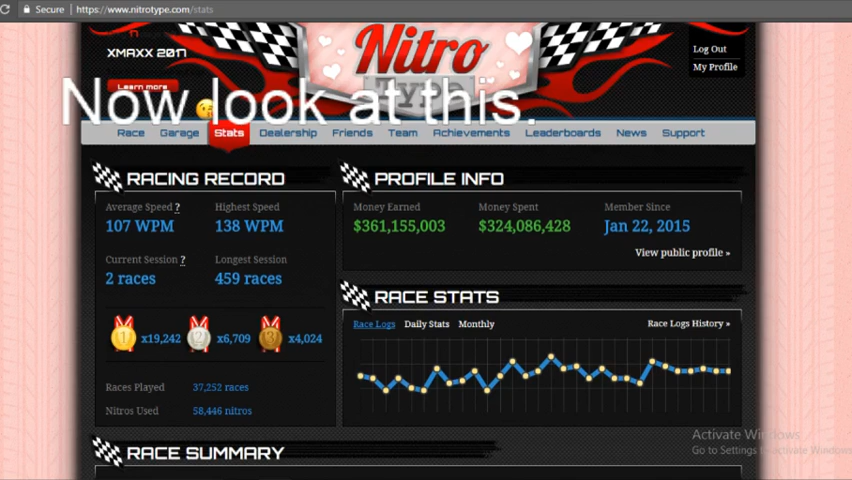 Secure https://www.nitrotype.com/stats
XMAXX 2017
Nitro
Type
Log Out
My Profile
Learn more
Now look at this.
Race Garage Stats Dealership Friends Team Achievements Leaderboards News Support
RACING RECORD
Average Speed ? Highest Speed
107 WPM 138 WPM
Current Session ? Longest Session
2 races 459 races
1 x19,242 2 x6,709 3 x4,024
Races Played 37,252 races
Nitros Used 58,446 nitros
PROFILE INFO
Money Earned Money Spent Member Since
$361,155,003 $324,086,428 Jan 22, 2015
View public profile »
RACE STATS
Race Logs Daily Stats Monthly Race Logs History »
RACE SUMMARY
Activate Windows
Go to Settings to activate Windows